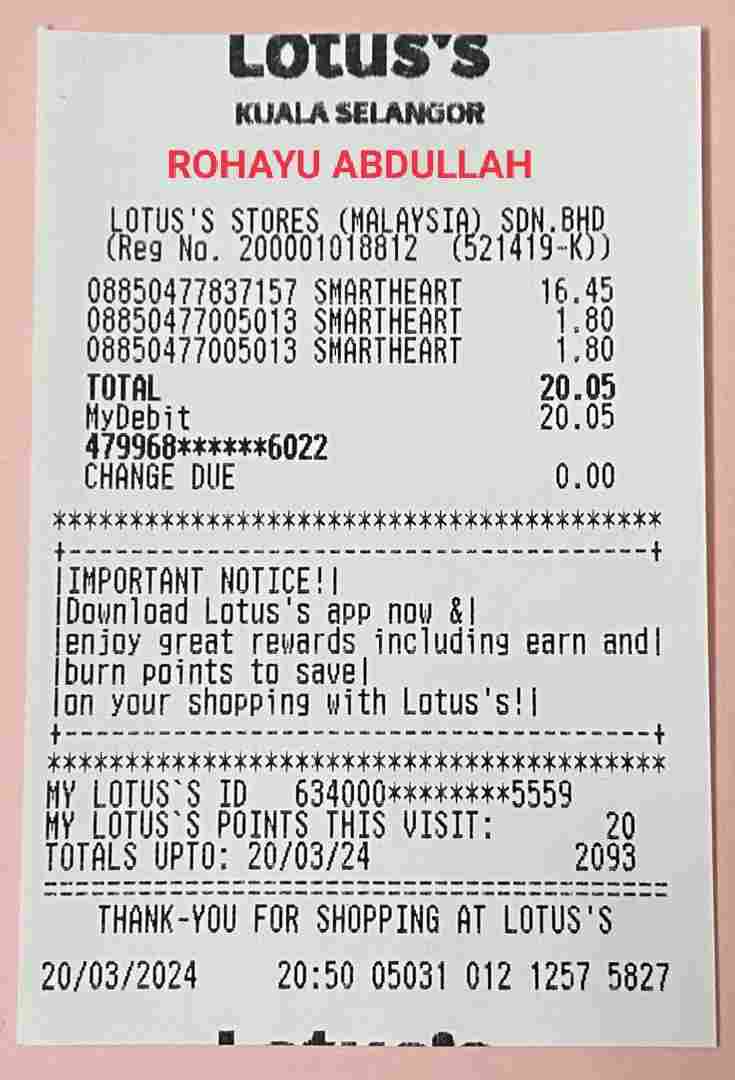 Lotus's
KUALA SELANGOR
ROHAYU ABDULLAH
LOTUS'S STORES (MALAYSIA) SDN.BHD
(Reg No. 200001018812 (521419-K))
08850477837157 SMARTHEART 16.45
08850477005013 SMARTHEART 1.80
08850477005013 SMARTHEART 1.80
TOTAL 20.05
MyDebit 20.05
479968******6022
CHANGE DUE 0.00
****************************************
+--------------------------------------+
|IMPORTANT NOTICE!|
|Download Lotus's app now &|
|enjoy great rewards including earn and|
|burn points to save|
|on your shopping with Lotus's!|
+--------------------------------------+
****************************************
MY LOTUS`S ID 634000********5559
MY LOTUS`S POINTS THIS VISIT: 20
TOTALS UPTO: 20/03/24 2093
========================================
THANK-YOU FOR SHOPPING AT LOTUS'S
20/03/2024 20:50 05031 012 1257 5827
Lotus's